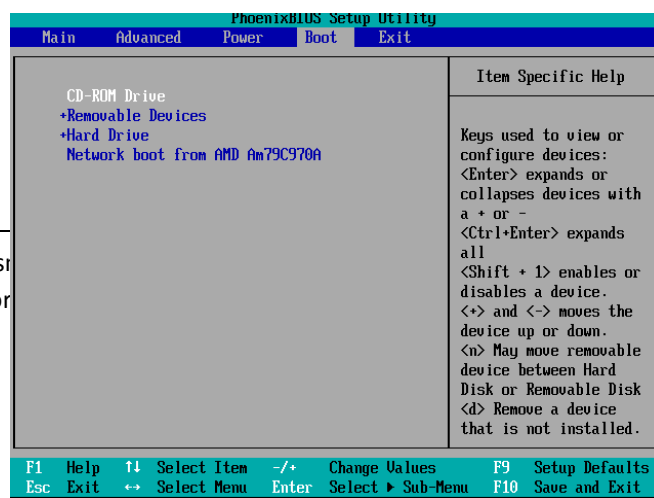 PhoenixBIOS Setup Utility
Main Advanced Power Boot Exit
CD-ROM Drive
+Removable Devices
+Hard Drive
Network boot from AMD Am79C970A
Item Specific Help
Keys used to view or
configure devices:
<Enter> expands or
collapses devices with
a + or -
<Ctrl+Enter> expands
all
<Shift + 1> enables or
disables a device.
<+> and <-> moves the
device up or down.
<n> May move removable
device between Hard
Disk or Removable Disk
<d> Remove a device
that is not installed.
F1 Help ↑↓ Select Item -/+ Change Values F9 Setup Defaults
Esc Exit ↔ Select Menu Enter Select ▶ Sub-Menu F10 Save and Exit